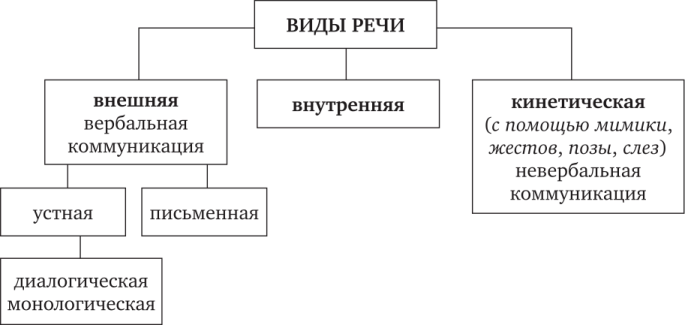 ВИДЫ РЕЧИ
внешняя
вербальная
коммуникация
внутренняя
кинетическая
(с помощью мимики,
жестов, позы, слез)
невербальная
коммуникация
устная
письменная
диалогическая
монологическая